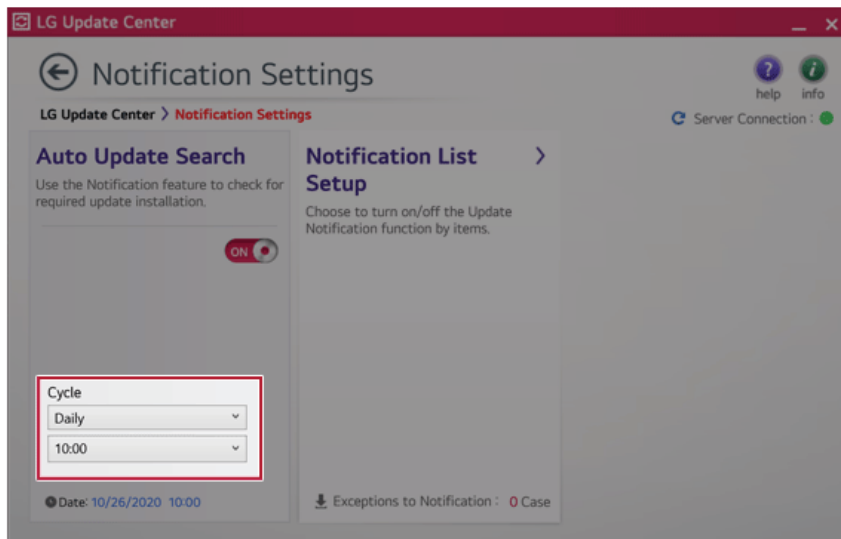 LG Update Center
Notification Settings
help
info
LG Update Center > Notification Settings
Server Connection :
Auto Update Search
Use the Notification feature to check for
required update installation.
ON
Cycle
Daily
10:00
Date: 10/26/2020 10:00
Notification List
Setup
Choose to turn on/off the Update
Notification function by items.
Exceptions to Notification : 0 Case